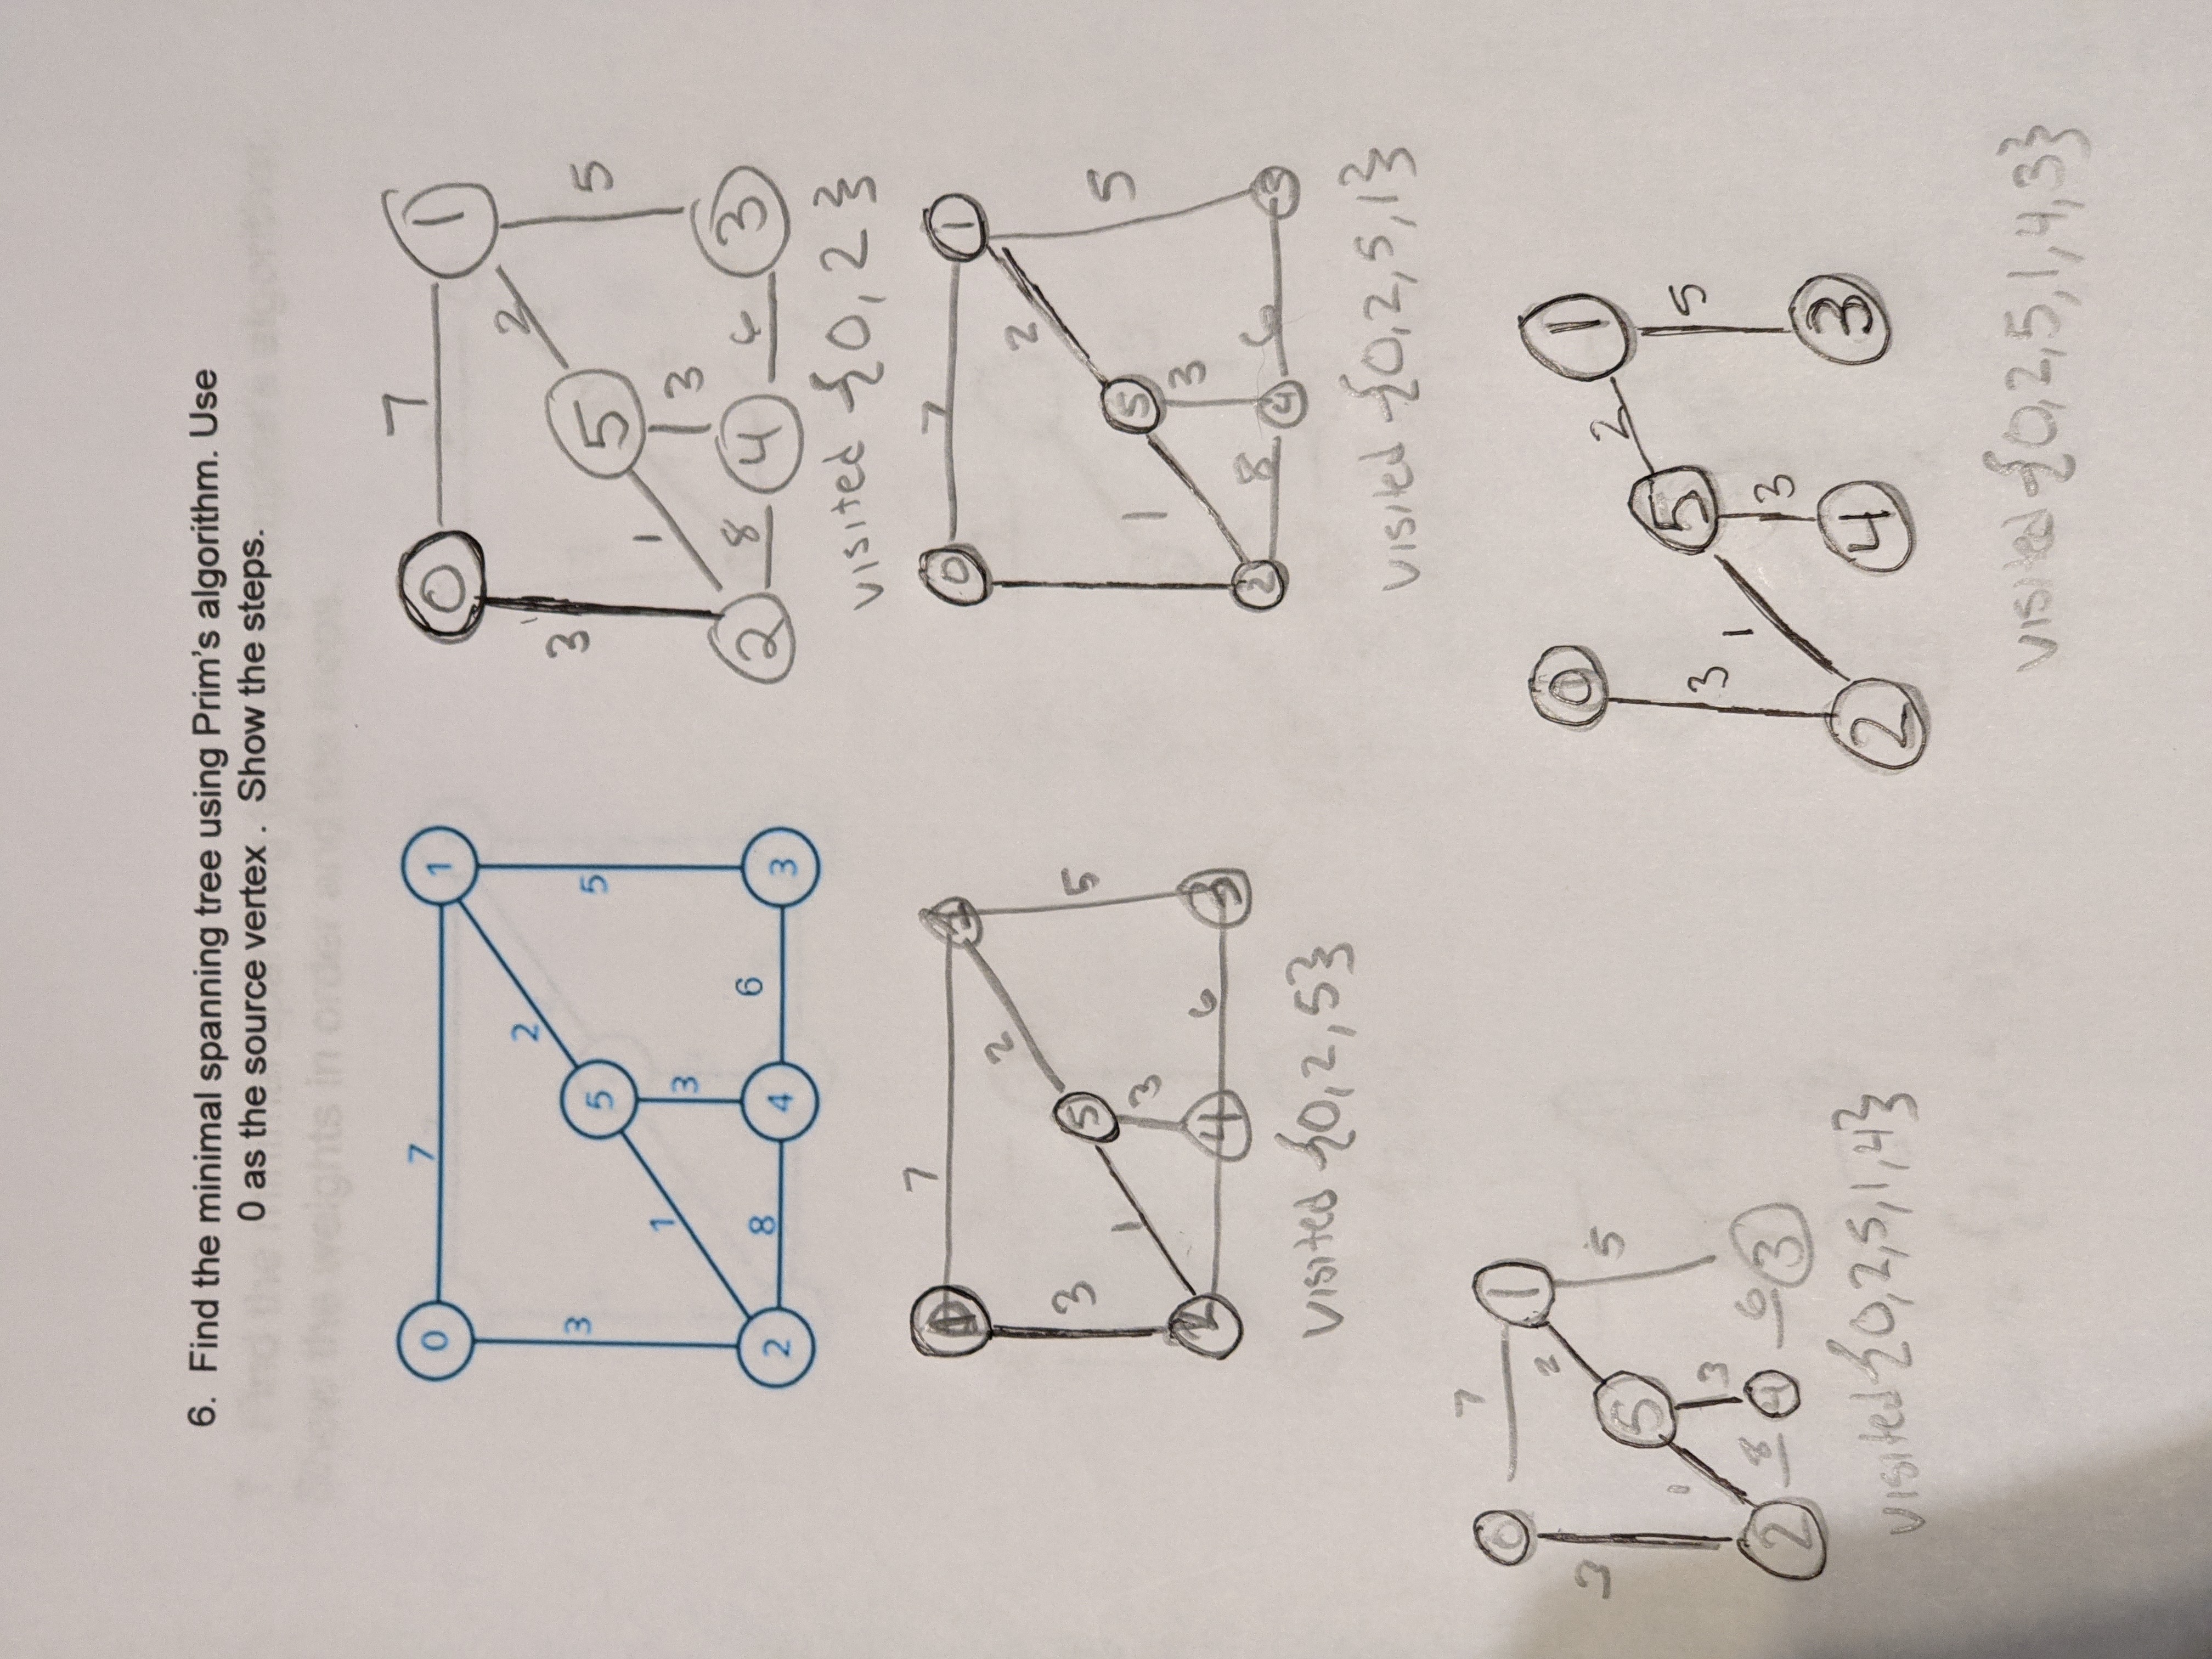 6. Find the minimal spanning tree using Prim's algorithm. Use
0 as the source vertex . Show the steps.
0 7 1
2
3 5 5
1 3
2 8 4 6 3
0 7 1
2
3 5 5
1 3
2 8 4 6 3
visited {0, 2}
0 7 1
2
3 5 5
1 3
2 4 6 3
visited {0, 2, 5}
0 7 1
2
1 5 5
3
2 8 4 6 3
visited {0, 2, 5, 1}
0 7 1
2
3 5 5
1 3
2 8 4 6 3
visited {0, 2, 5, 1, 4}
0 1
2
3 5 5
1 3
2 4 3
visited {0, 2, 5, 1, 4, 3}